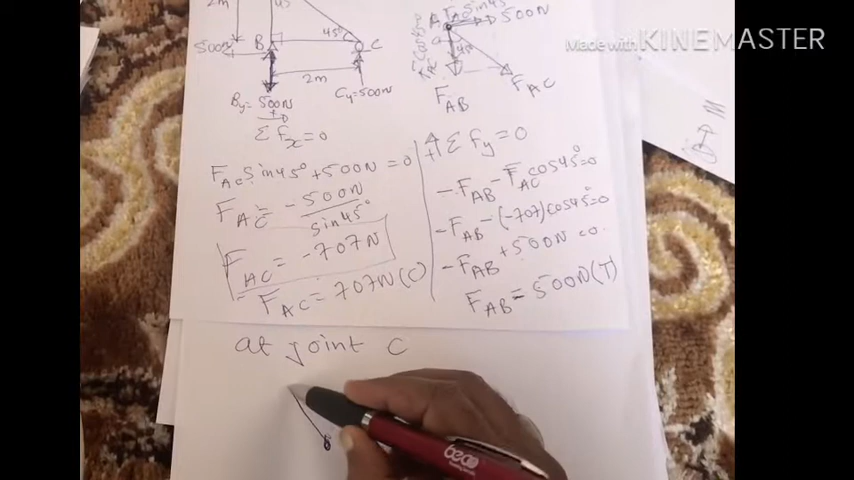 2m
45
A
Sin45°
500N
500N
B
45°
C
Made With KINEMASTER
2m
45
FAC
By=500N
Cy=500N
FAB
+
Σfx=0
+ Σfy=0
FAC Sin45°+500N=0
-FAB-FAC cos45°=0
FAC= -500N
sin45°
-FAB-(-707)cos45°=0
FAC=-707N
-FAB+500N=0
FAC=707N(C)
FAB=500N(T)
at joint C